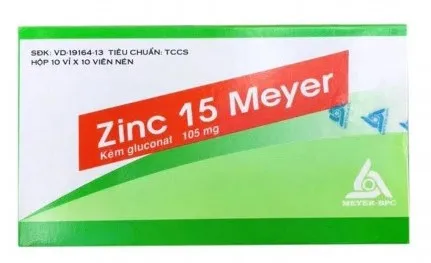 SĐK: VD-19164-13 TIÊU CHUẨN: TCCS
HỘP 10 VỈ X 10 VIÊN NÉN
Zinc 15 Meyer
Kẽm gluconat 105 mg
MEYER-BPC